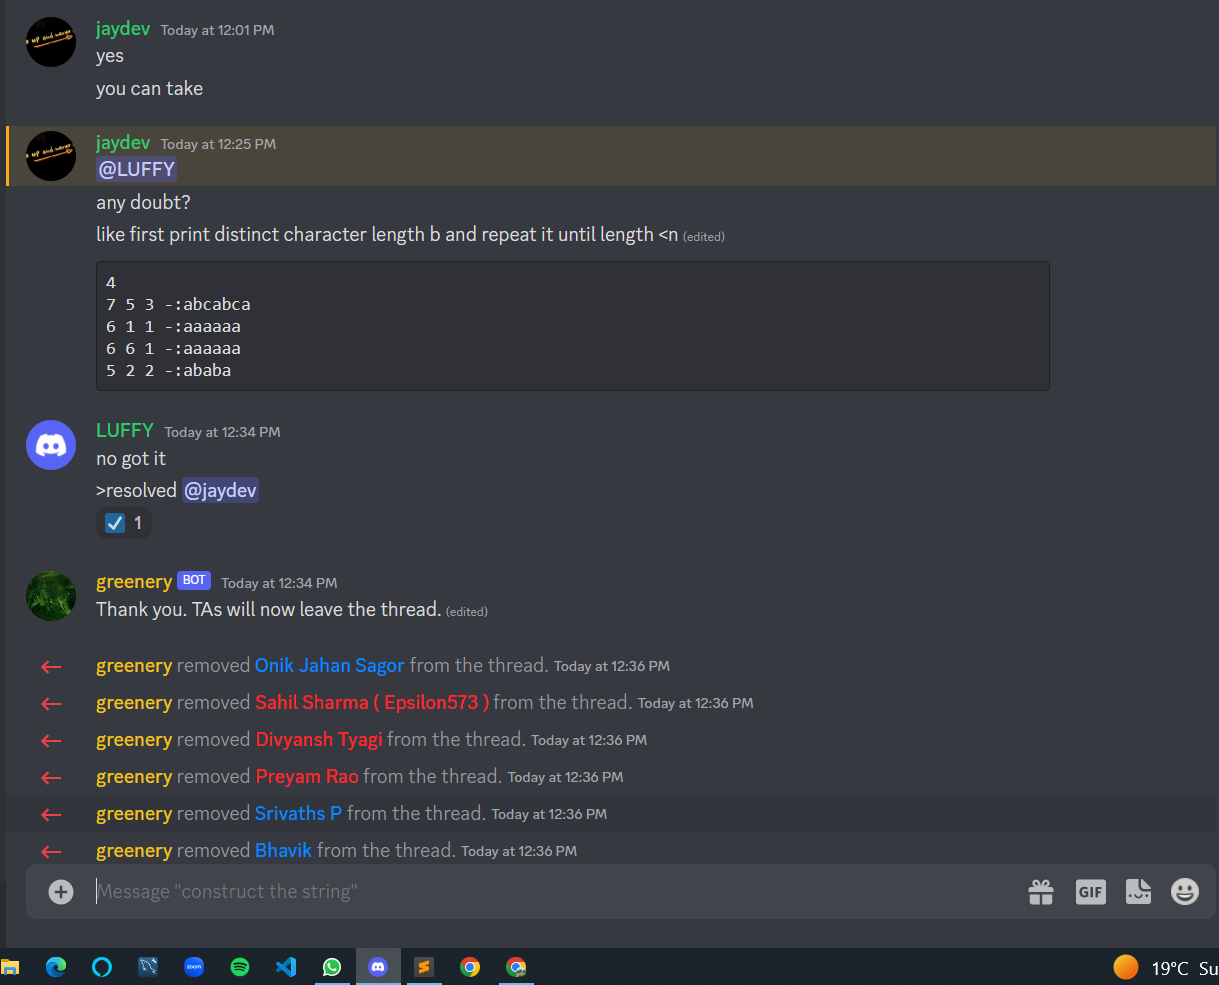 jaydev Today at 12:01 PM
yes
you can take
jaydev Today at 12:25 PM
@LUFFY
any doubt?
like first print distinct character length b and repeat it until length <n (edited)
4
7 5 3 -:abcabca
6 1 1 -:aaaaaa
6 6 1 -:aaaaaa
5 2 2 -:ababa
LUFFY Today at 12:34 PM
no got it
>resolved @jaydev
1
greenery BOT Today at 12:34 PM
Thank you. TAs will now leave the thread. (edited)
greenery removed Onik Jahan Sagor from the thread. Today at 12:36 PM
greenery removed Sahil Sharma ( Epsilon573 ) from the thread. Today at 12:36 PM
greenery removed Divyansh Tyagi from the thread. Today at 12:36 PM
greenery removed Preyam Rao from the thread. Today at 12:36 PM
greenery removed Srivaths P from the thread. Today at 12:36 PM
greenery removed Bhavik from the thread. Today at 12:36 PM
Message "construct the string"
GIF
zoom
19°C Su